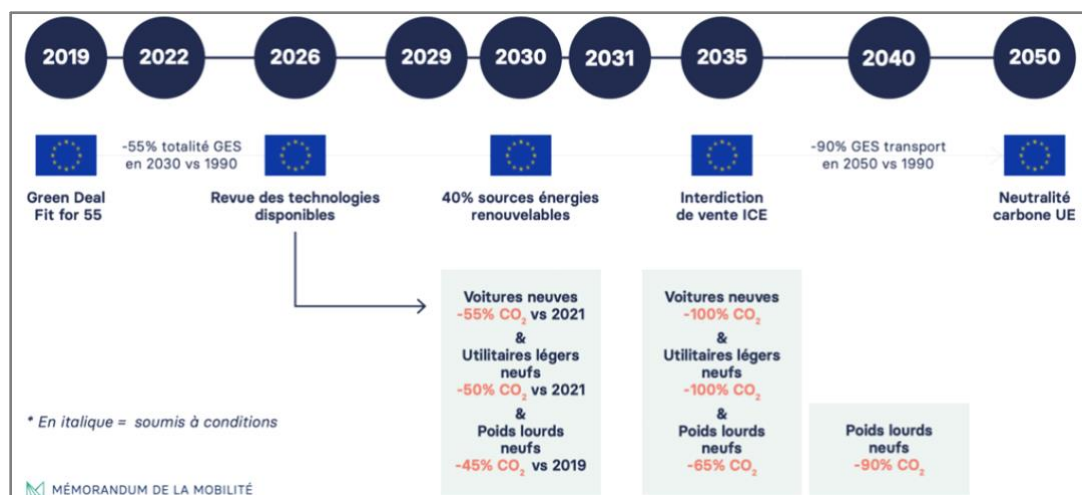 2019 2022 2026 2029 2030 2031 2035 2040 2050
-55% totalité GES
en 2030 vs 1990
-90% GES transport
en 2050 vs 1990
Green Deal
Fit for 55
Revue des technologies
disponibles
40% sources énergies
renouvelables
Interdiction
de vente ICE
Neutralité
carbone UE
Voitures neuves
-55% CO₂ vs 2021
&
Utilitaires légers
neufs
-50% CO₂ vs 2021
&
Poids lourds
neufs
-45% CO₂ vs 2019
Voitures neuves
-100% CO₂
&
Utilitaires légers
neufs
-100% CO₂
&
Poids lourds
neufs
-65% CO₂
Poids lourds
neufs
-90% CO₂
* En italique = soumis à conditions
MÉMORANDUM DE LA MOBILITÉ